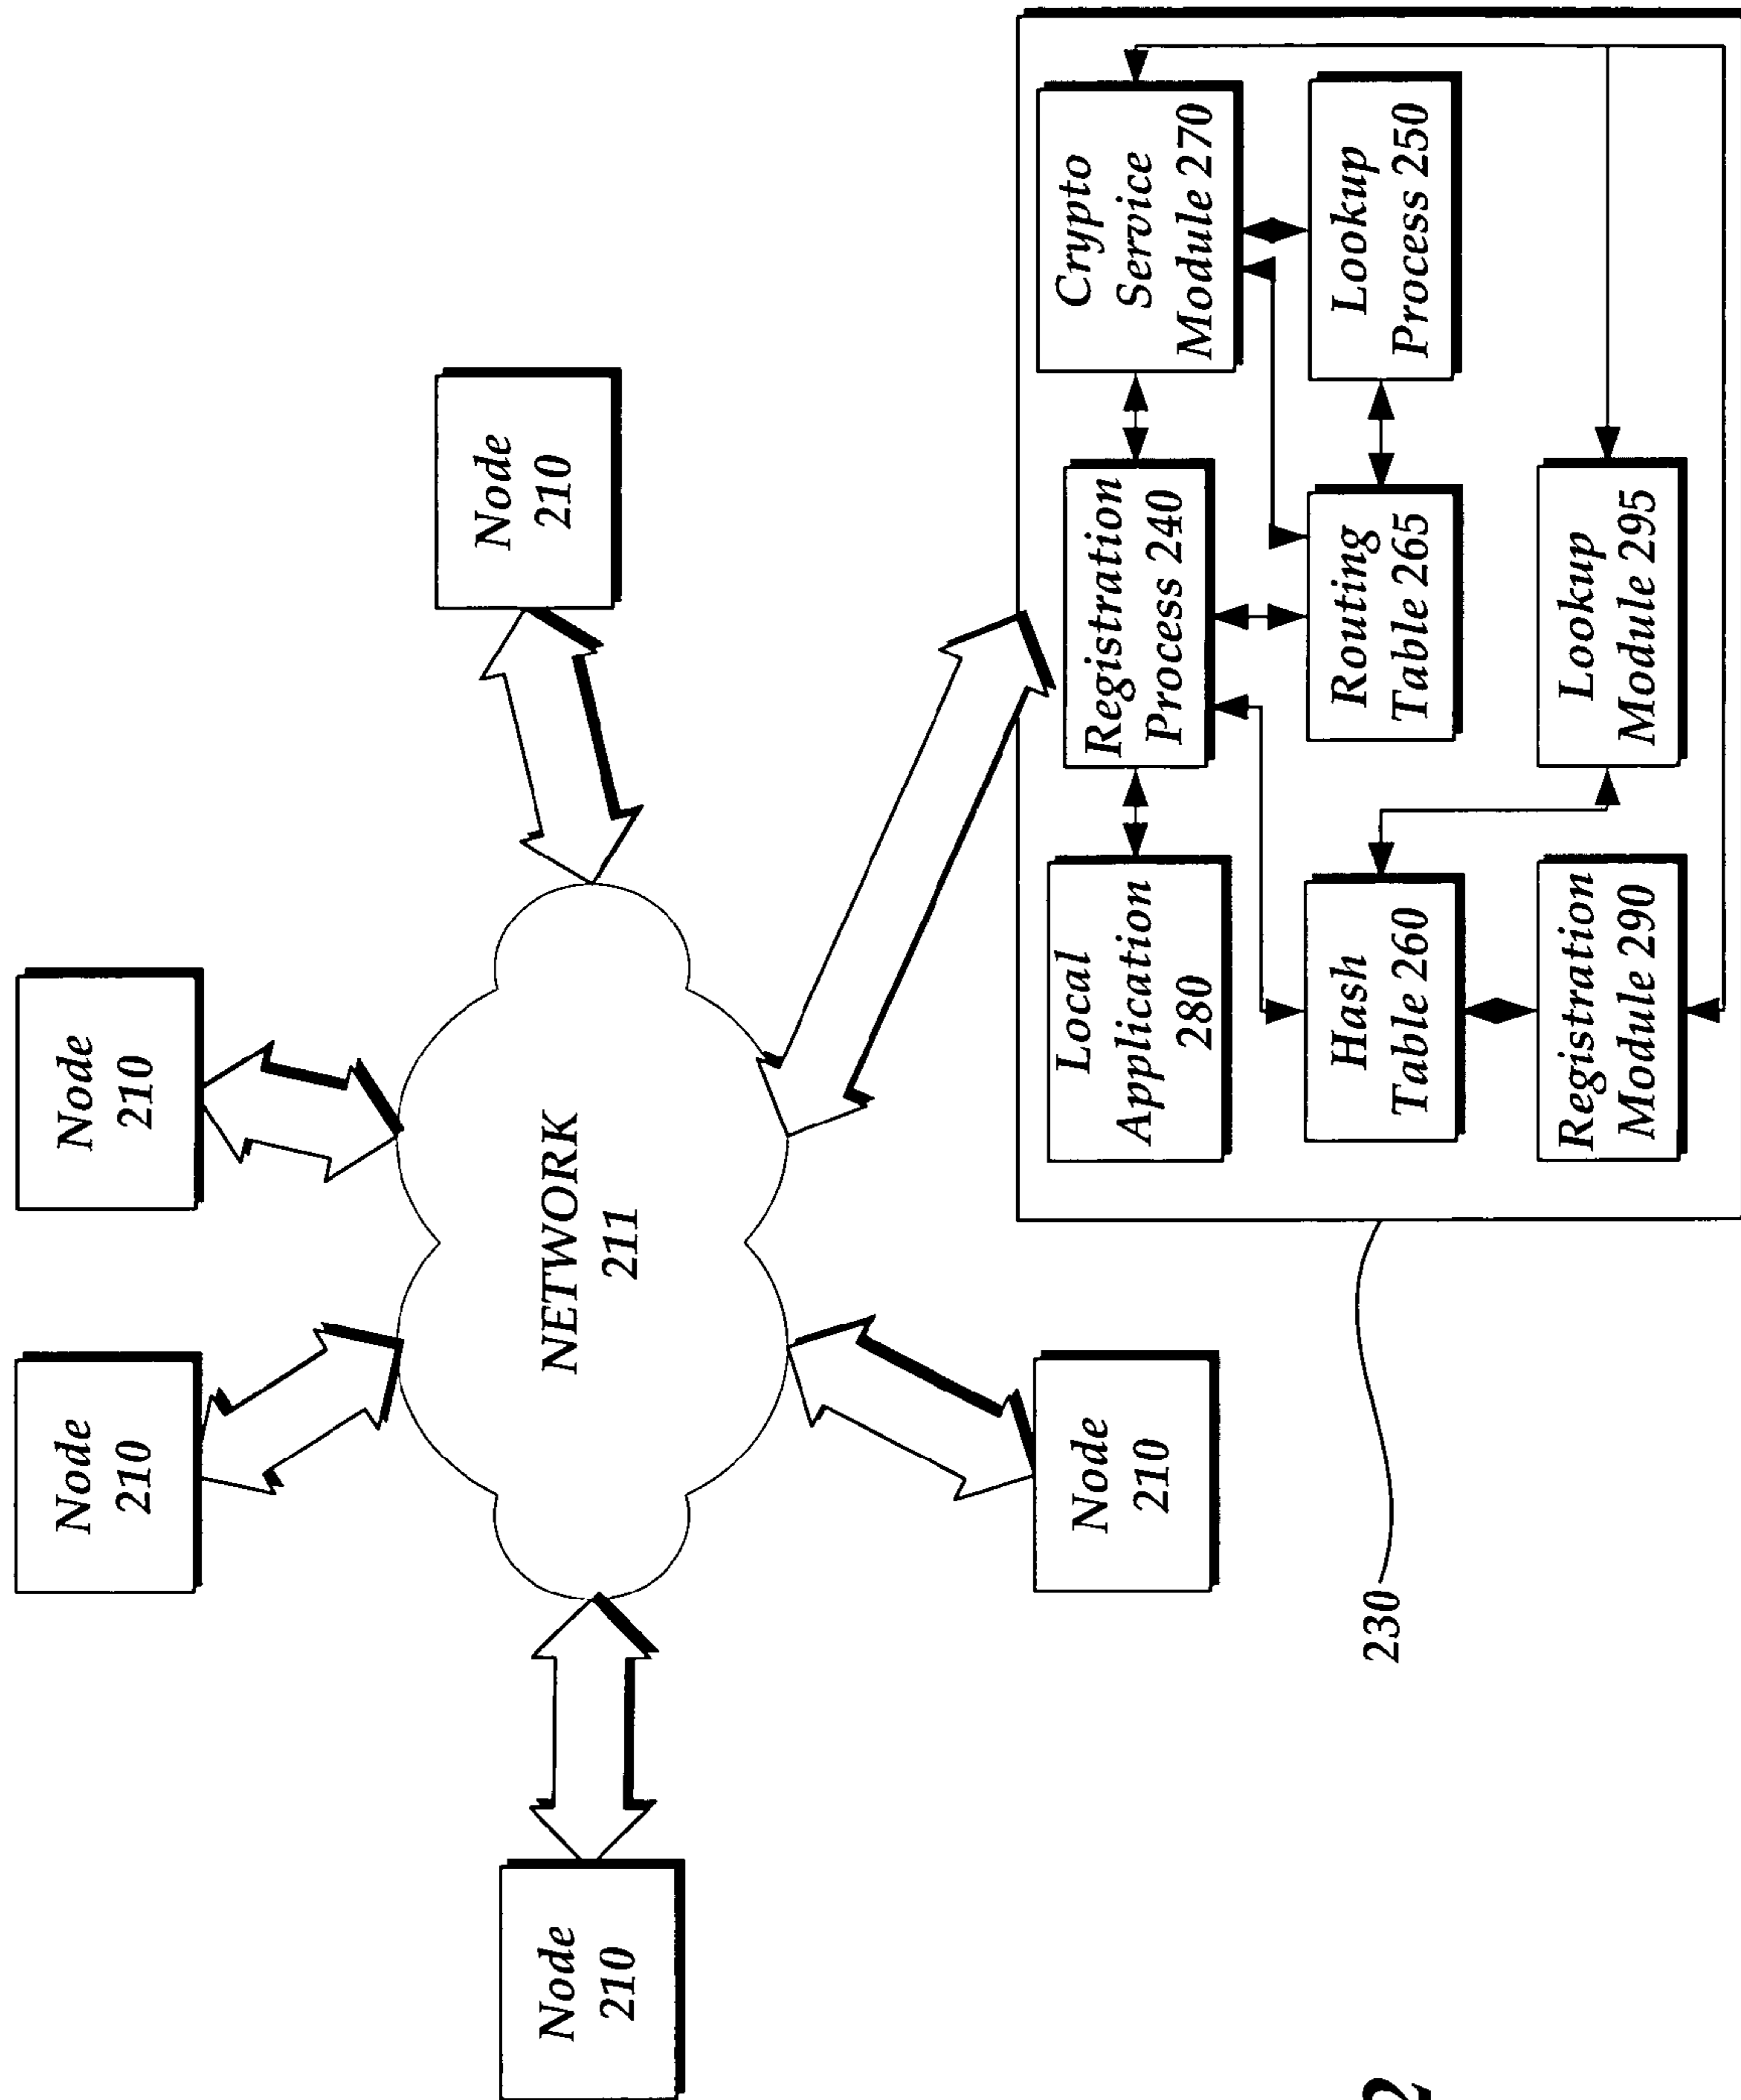 Node
210
Node
210
Node
210
NETWORK
211
Node
210
Node
210
Local
Application
280
Registration
Process 240
Crypto
Service
Module 270
Hash
Table 260
Routing
Table 265
Lookup
Process 250
Registration
Module 290
Lookup
Module 295
230
2